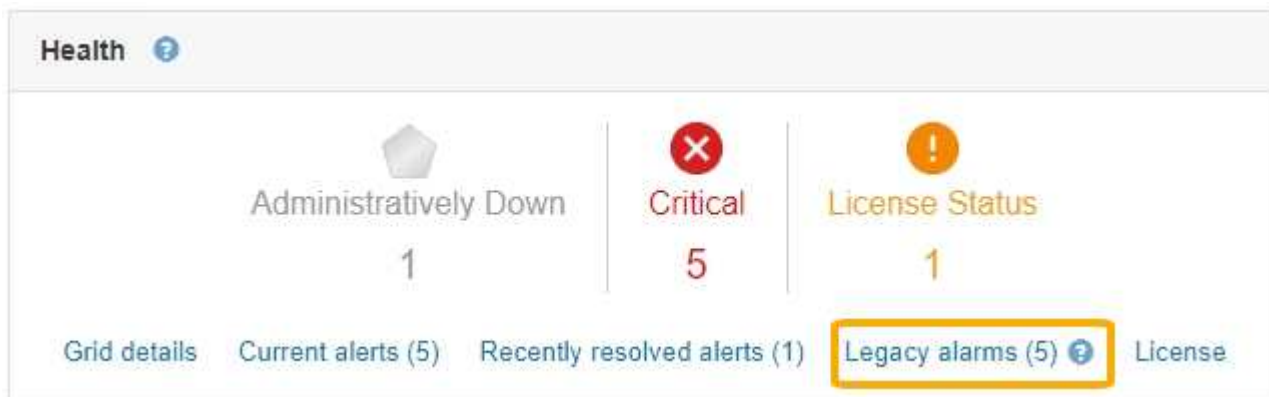 Health ?
Administratively Down
1
Critical
5
License Status
1
Grid details Current alerts (5) Recently resolved alerts (1) Legacy alarms (5) ? License